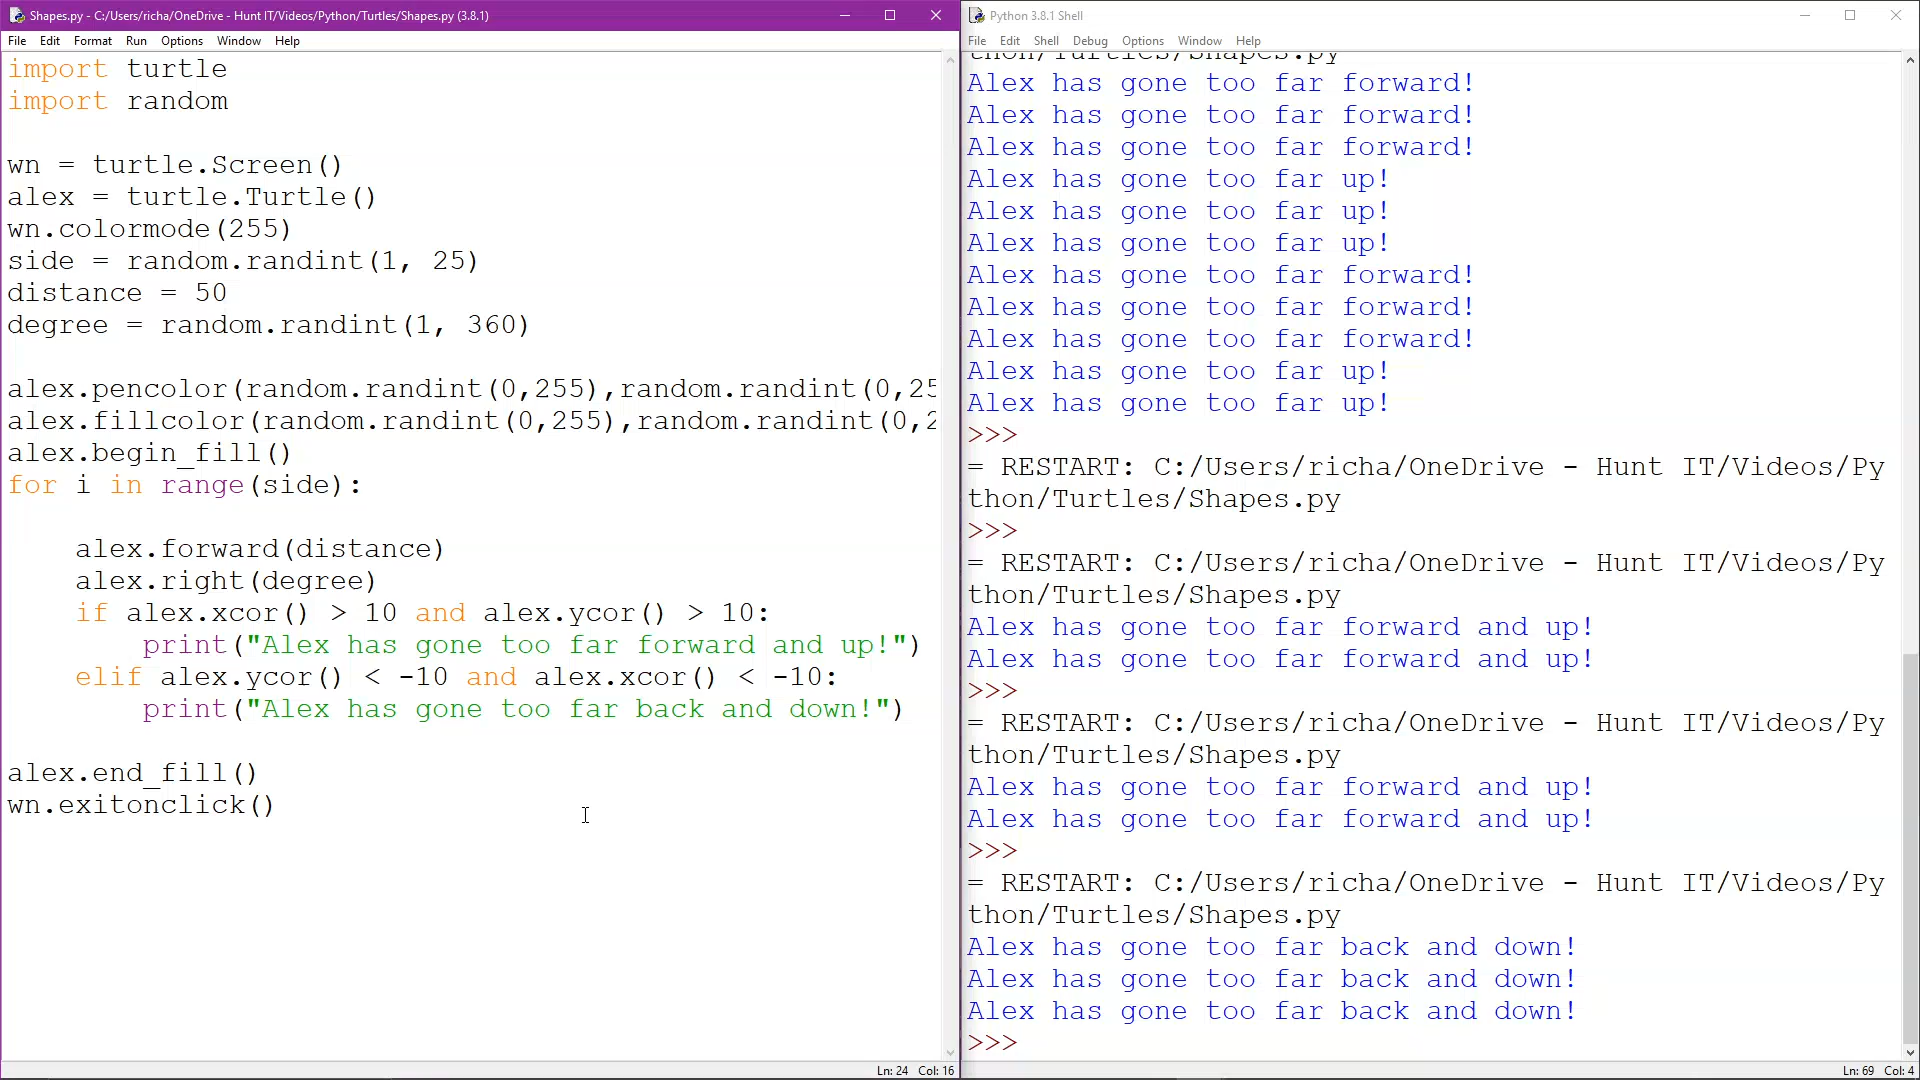 Shapes.py - C:/Users/richa/OneDrive - Hunt IT/Videos/Python/Turtles/Shapes.py (3.8.1)
File Edit Format Run Options Window Help
import turtle
import random
wn = turtle.Screen()
alex = turtle.Turtle()
wn.colormode(255)
side = random.randint(1, 25)
distance = 50
degree = random.randint(1, 360)
alex.pencolor(random.randint(0,255),random.randint(0,25
alex.fillcolor(random.randint(0,255),random.randint(0,2
alex.begin_fill()
for i in range(side):
alex.forward(distance)
alex.right(degree)
if alex.xcor() > 10 and alex.ycor() > 10:
print("Alex has gone too far forward and up!")
elif alex.ycor() < -10 and alex.xcor() < -10:
print("Alex has gone too far back and down!")
alex.end_fill()
wn.exitonclick()
Ln: 24 Col: 16
Python 3.8.1 Shell
File Edit Shell Debug Options Window Help
thon/Turtles/Shapes.py
Alex has gone too far forward!
Alex has gone too far forward!
Alex has gone too far forward!
Alex has gone too far up!
Alex has gone too far up!
Alex has gone too far up!
Alex has gone too far forward!
Alex has gone too far forward!
Alex has gone too far forward!
Alex has gone too far up!
Alex has gone too far up!
>>>
= RESTART: C:/Users/richa/OneDrive - Hunt IT/Videos/Py
thon/Turtles/Shapes.py
>>>
= RESTART: C:/Users/richa/OneDrive - Hunt IT/Videos/Py
thon/Turtles/Shapes.py
Alex has gone too far forward and up!
Alex has gone too far forward and up!
>>>
= RESTART: C:/Users/richa/OneDrive - Hunt IT/Videos/Py
thon/Turtles/Shapes.py
Alex has gone too far forward and up!
Alex has gone too far forward and up!
>>>
= RESTART: C:/Users/richa/OneDrive - Hunt IT/Videos/Py
thon/Turtles/Shapes.py
Alex has gone too far back and down!
Alex has gone too far back and down!
Alex has gone too far back and down!
>>>
Ln: 69 Col: 4